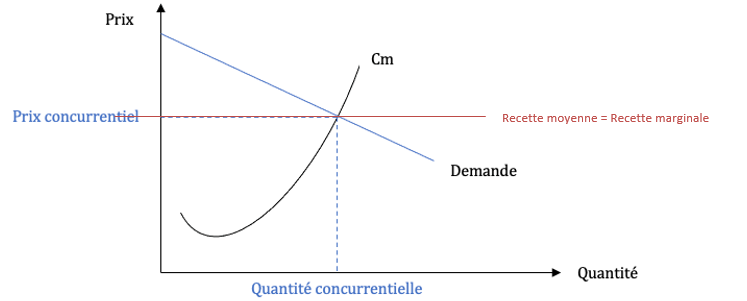 Prix
Cm
Prix concurrentiel
Recette moyenne = Recette marginale
Demande
Quantité
Quantité concurrentielle